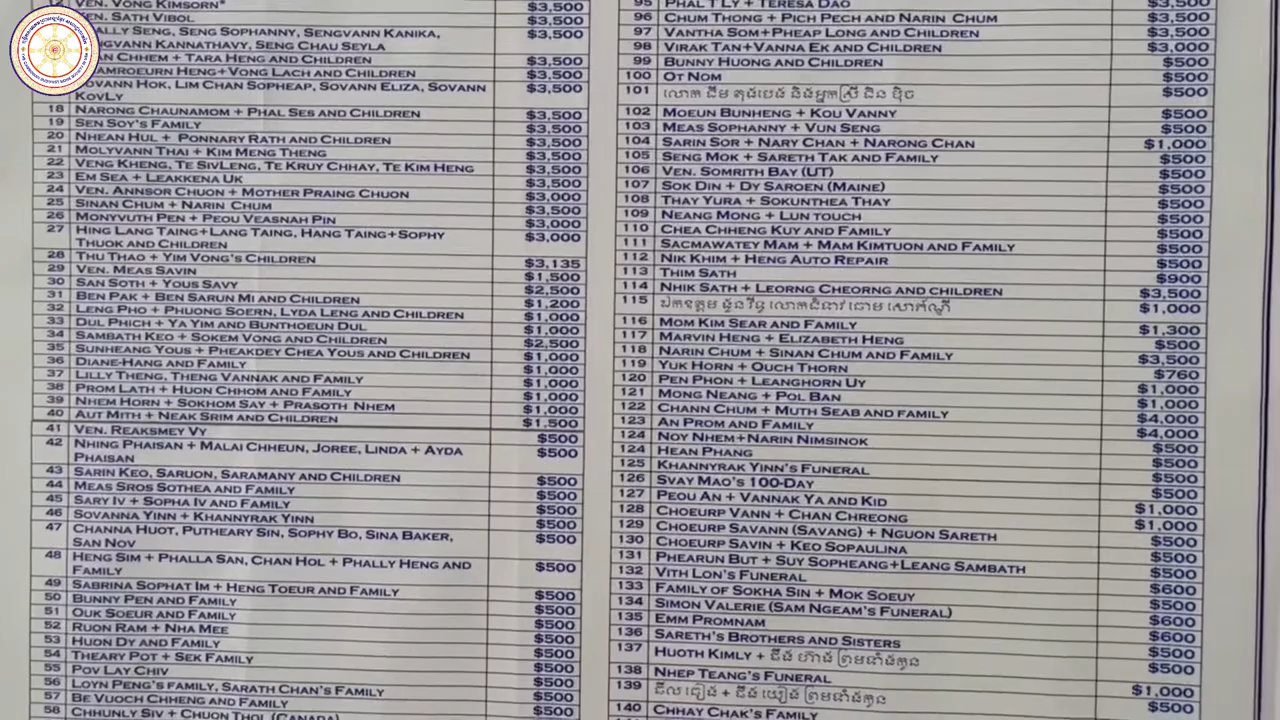 Ven. Vong Kimsorn* $3,500
Ven. Sath Vibol $3,500
Seng, Seng Sophanny, Sengvann Kanika, $3,500
Kannathavy, Seng Chau Seyla
Chhem + Tara Heng and Children $3,500
Heng+Vong Lach and Children $3,500
Hok, Lim Chan Sopheap, Sovann Eliza, Sovann $3,500
KovLy
18 Narong Chaunamom + Phal Ses and Children $3,500
19 Sen Soy's Family $3,500
20 Nhean Hul + Ponnary Rath and Children $3,500
21 Molyvann Thai + Kim Meng Theng $3,500
22 Veng Kheng, Te SivLeng, Te Kruy Chhay, Te Kim Heng $3,500
23 Em Sea + Leakkena Uk $3,500
24 Ven. Annsor Chuon + Mother Praing Chuon $3,000
25 Sinan Chum + Narin Chum $3,500
26 Monyvuth Pen + Peou Veasnah Pin $3,000
27 Hing Lang Taing+Lang Taing, Hang Taing+Sophy $3,000
Thuok and Children
28 Thu Thao + Yim Vong's Children $3,135
29 Ven. Meas Savin $1,500
30 San Soth + Yous Savy $2,500
31 Ben Pak + Ben Sarun Mi and Children $1,200
32 Leng Pho + Phuong Soern, Lyda Leng and Children $1,000
33 Dul Phich + Ya Yim and Bunthoeun Dul $1,000
34 Sambath Keo + Sokem Vong and Children $2,500
35 Sunheang Yous + Pheakdey Chea Yous and Children $1,000
36 Diane-Hang and Family $1,000
37 Lilly Theng, Theng Vannak and Family $1,000
38 Prom Lath + Huon Chhom and Family $1,000
39 Nhem Horn + Sokhom Say + Prasoth Nhem $1,000
40 Aut Mith + Neak Srim and Children $1,500
41 Ven. Reaksmey Vy $500
42 Nhing Phaisan + Malai Chheun, Joree, Linda + Ayda $500
Phaisan
43 Sarin Keo, Saruon, Saramany and Children $500
44 Meas Sros Sothea and Family $500
45 Sary Iv + Sopha Iv and Family $500
46 Sovanna Yinn + Khannyrak Yinn $500
47 Channa Huot, Putheary Sin, Sophy Bo, Sina Baker, $500
San Nov
48 Heng Sim + Phalla San, Chan Hol + Phally Heng and $500
Family
49 Sabrina Sophat Im + Heng Toeur and Family $500
50 Bunny Pen and Family $500
51 Ouk Soeur and Family $500
52 Ruon Ram + Nha Mee $500
53 Huon Dy and Family $500
54 Theary Pot + Sek Family $500
55 Pov Lay Chiv $500
56 Loyn Peng's family, Sarath Chan's Family $500
57 Be Vuoch Chheng and Family $500
58 Chhunly Siv + Chuon Thol (Canada) $500
95 Phal T Ly + Teresa Dao $3,500
96 Chum Thong + Pich Pech and Narin Chum $3,500
97 Vantha Som+Pheap Long and Children $3,500
98 Virak Tan+Vanna Ek and Children $3,000
99 Bunny Huong and Children $500
100 Ot Nom $500
101 $500
102 Moeun Bunheng + Kou Vanny $500
103 Meas Sophanny + Vun Seng $500
104 Sarin Sor + Nary Chan + Narong Chan $1,000
105 Seng Mok + Sareth Tak and Family $500
106 Ven. Somrith Bay (UT) $500
107 Sok Din + Dy Saroen (Maine) $500
108 Thay Yura + Sokunthea Thay $500
109 Neang Mong + Lun touch $500
110 Chea Chheng Kuy and Family $500
111 Sacmawatey Mam + Mam Kimtuon and Family $500
112 Nik Khim + Heng Auto Repair $500
113 Thim Sath $900
114 Nhik Sath + Leorng Cheorng and children $3,500
115 $1,000
116 Mom Kim Sear and Family $1,300
117 Marvin Heng + Elizabeth Heng $500
118 Narin Chum + Sinan Chum and Family $3,500
119 Yuk Horn + Ouch Thorn $760
120 Pen Phon + Leanghorn Uy $1,000
121 Mong Neang + Pol Ban $1,000
122 Chann Chum + Muth Seab and Family $4,000
123 An Prom and Family $4,000
124 Noy Nhem+Narin Nimsinok $500
124 Hean Phang $500
125 Khannyrak Yinn's Funeral $500
126 Svay Mao's 100-Day $500
127 Peou An + Vannak Ya and Kid $500
128 Choeurp Vann + Chan Chreong $1,000
129 Choeurp Savann (Savang) + Nguon Sareth $1,000
130 Choeurp Savin + Keo Sopaulina $500
131 Phearun But + Suy Sopheang+Leang Sambath $500
132 Vith Lon's Funeral $500
133 Family of Sokha Sin + Mok Soeuy $600
134 Simon Valerie (Sam Ngeam's Funeral) $500
135 Emm Promnam $600
136 Sareth's Brothers and Sisters $600
137 Huoth Kimly + $500
138 Nhep Teang's Funeral
139 $1,000
140 Chhay Chak's Family $500